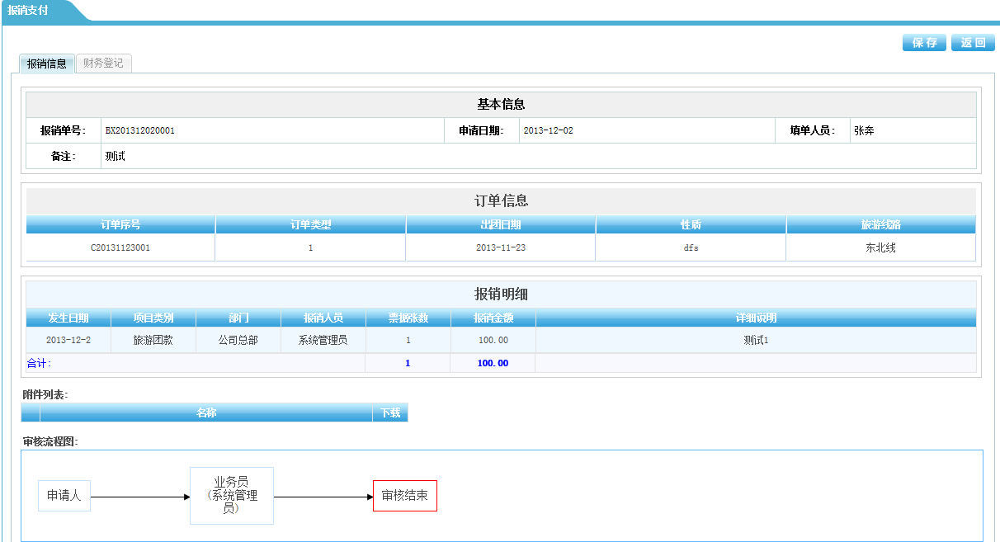 报销支付
保 存 返 回
报销信息 财务登记
基本信息
报销单号: BX201312020001 申请日期: 2013-12-02 填单人员: 张奔
备注: 测试
订单信息
订单序号 订单类型 出团日期 性质 旅游线路
C20131123001 1 2013-11-23 dfs 东北线
报销明细
发生日期 项目类别 部门 报销人员 票据张数 报销金额 详细说明
2013-12-2 旅游团款 公司总部 系统管理员 1 100.00 测试1
合计: 1 100.00
附件列表:
名称 下载
审核流程图:
申请人
业务员
(系统管理
员)
审核结束